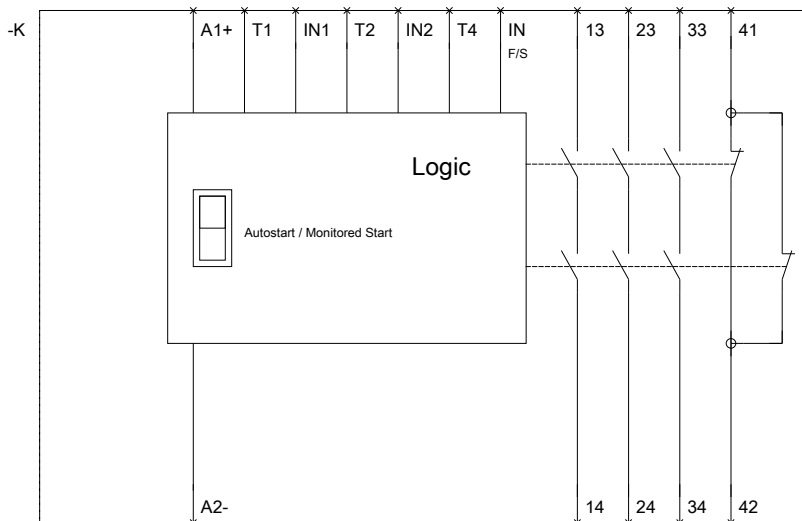 -K A1+ T1 IN1 T2 IN2 T4 IN 13 23 33 41
F/S
Logic
Autostart / Monitored Start
A2- 14 24 34 42